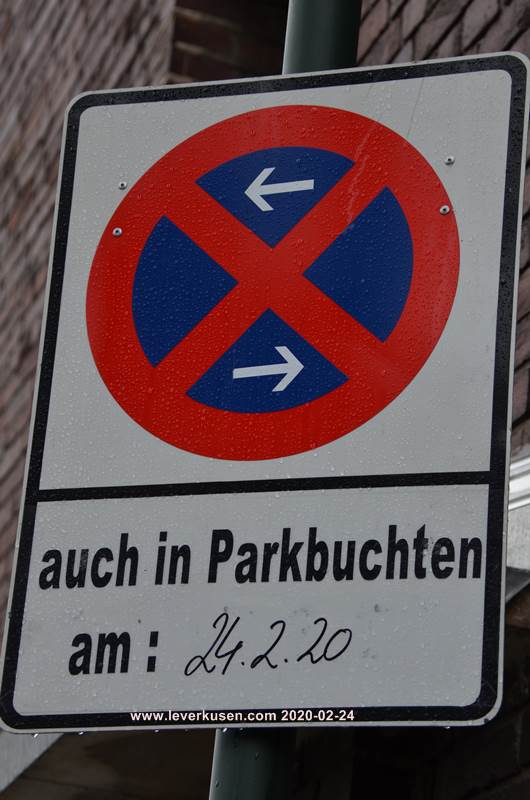 auch in Parkbuchten
am : 24.2.20
www.leverkusen.com 2020-02-24